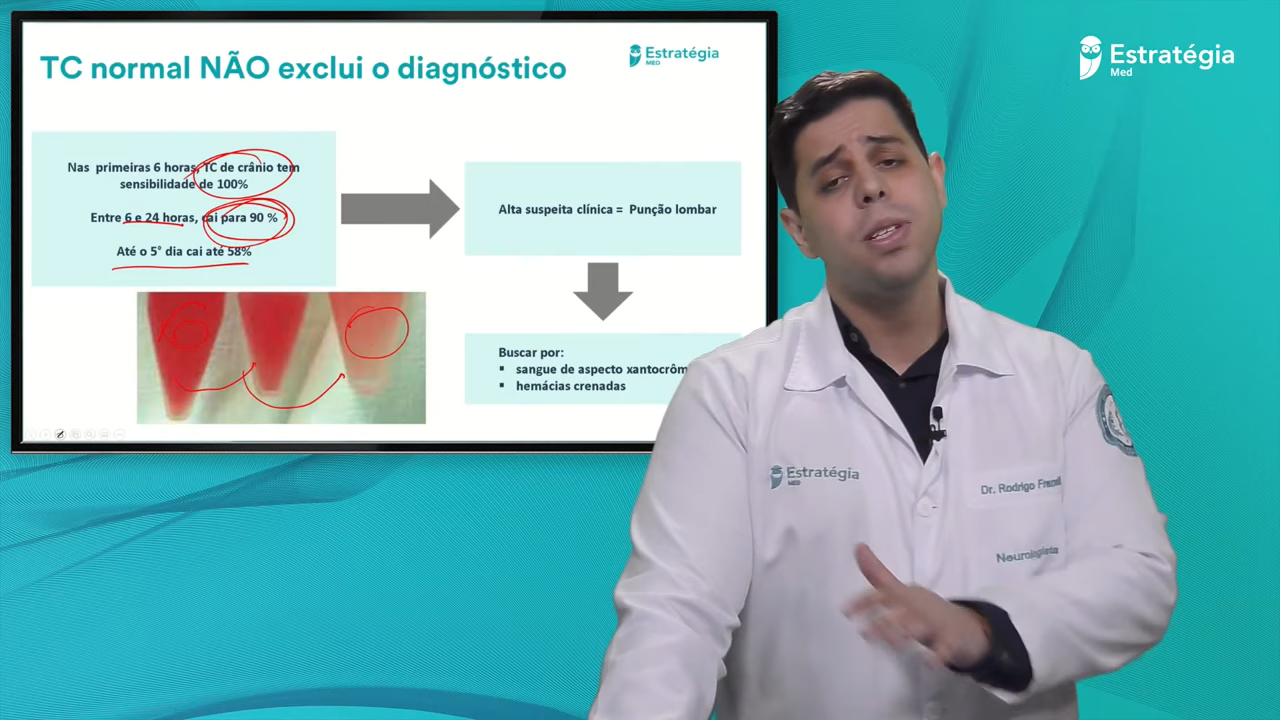 TC normal NÃO exclui o diagnóstico
Estratégia
MED
Nas primeiras 6 horas, TC de crânio tem
sensibilidade de 100%
Entre 6 e 24 horas, cai para 90 %
Até o 5° dia cai até 58%
Alta suspeita clínica = Punção lombar
Buscar por:
sangue de aspecto
hemácias crenadas
Estratégia
Med
Estratégia
MED
Dr. Rodrigo
Neurologista